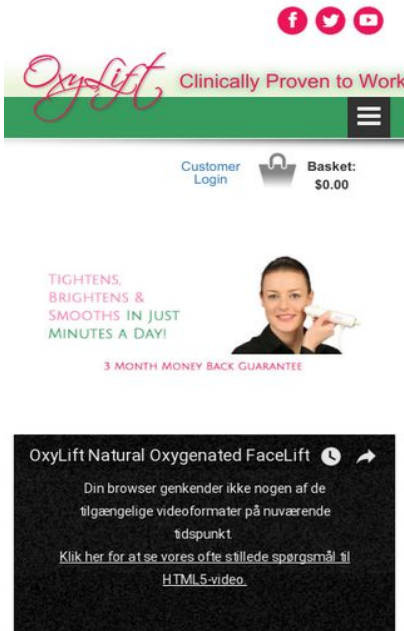 OxyLift
Clinically Proven to Work
Customer
Login
Basket:
$0.00
Tightens,
Brightens &
Smooths in Just
Minutes a Day!
3 Month Money Back Guarantee
OxyLift Natural Oxygenated FaceLift
Din browser genkender ikke nogen af de
tilgængelige videoformater på nuværende
tidspunkt.
Klik her for at se vores ofte stillede spørgsmål til
HTML5-video.